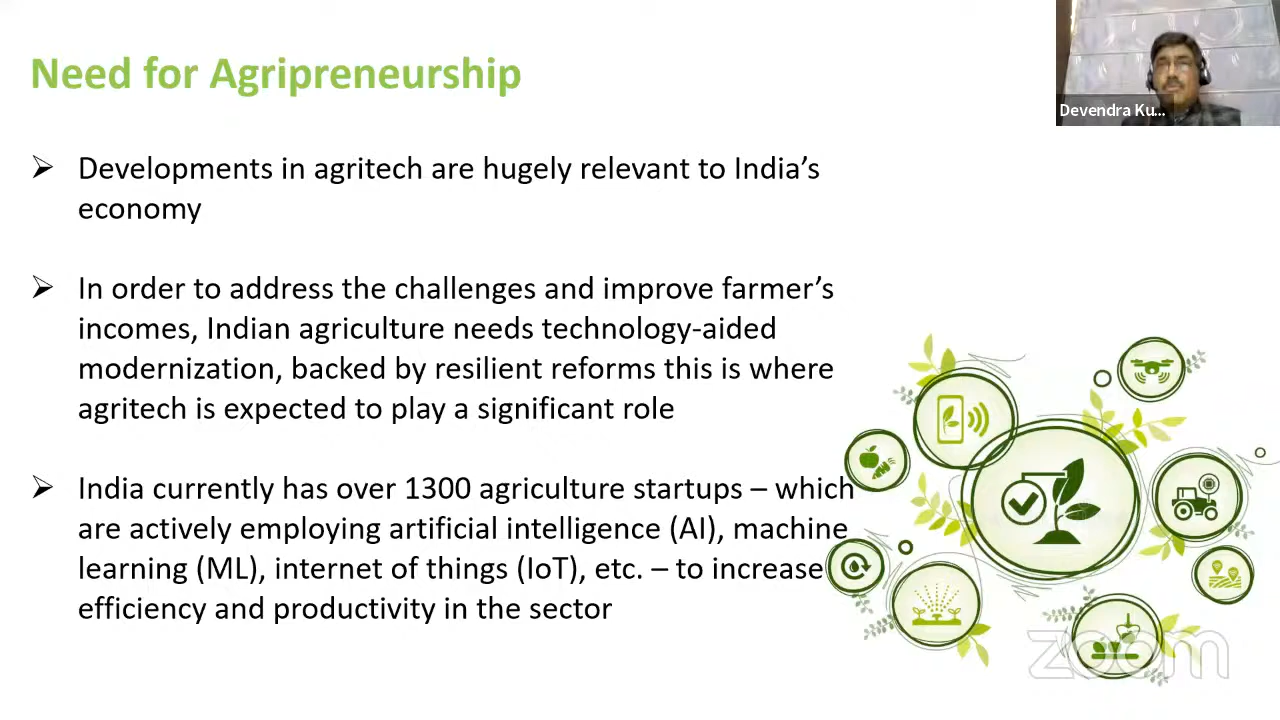 Need for Agripreneurship
Devendra Ku...
➢ Developments in agritech are hugely relevant to India’s
economy
➢ In order to address the challenges and improve farmer’s
incomes, Indian agriculture needs technology-aided
modernization, backed by resilient reforms this is where
agritech is expected to play a significant role
➢ India currently has over 1300 agriculture startups – which
are actively employing artificial intelligence (AI), machine
learning (ML), internet of things (IoT), etc. – to increase
efficiency and productivity in the sector
zoom